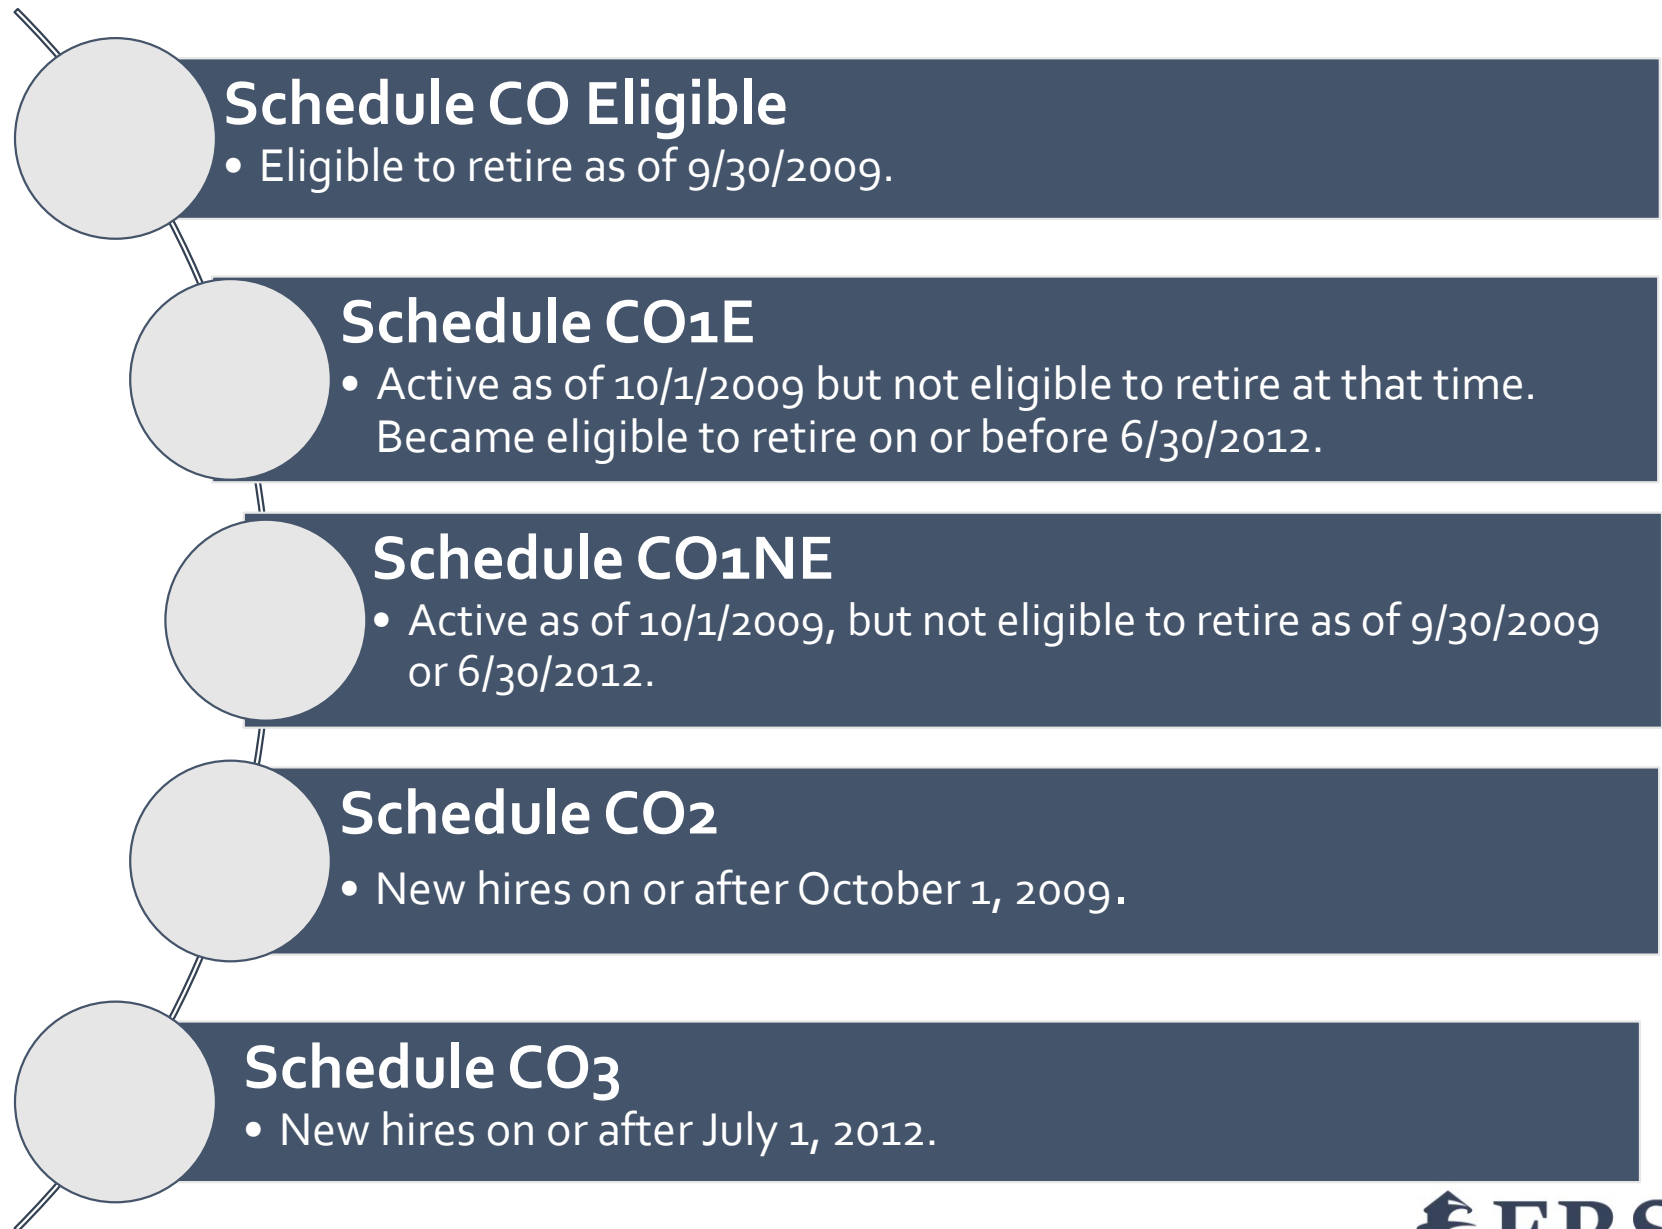 Schedule CO Eligible
• Eligible to retire as of 9/30/2009.
Schedule CO1E
• Active as of 10/1/2009 but not eligible to retire at that time.
Became eligible to retire on or before 6/30/2012.
Schedule CO1NE
• Active as of 10/1/2009, but not eligible to retire as of 9/30/2009
or 6/30/2012.
Schedule CO2
• New hires on or after October 1, 2009.
Schedule CO3
• New hires on or after July 1, 2012.
ERS